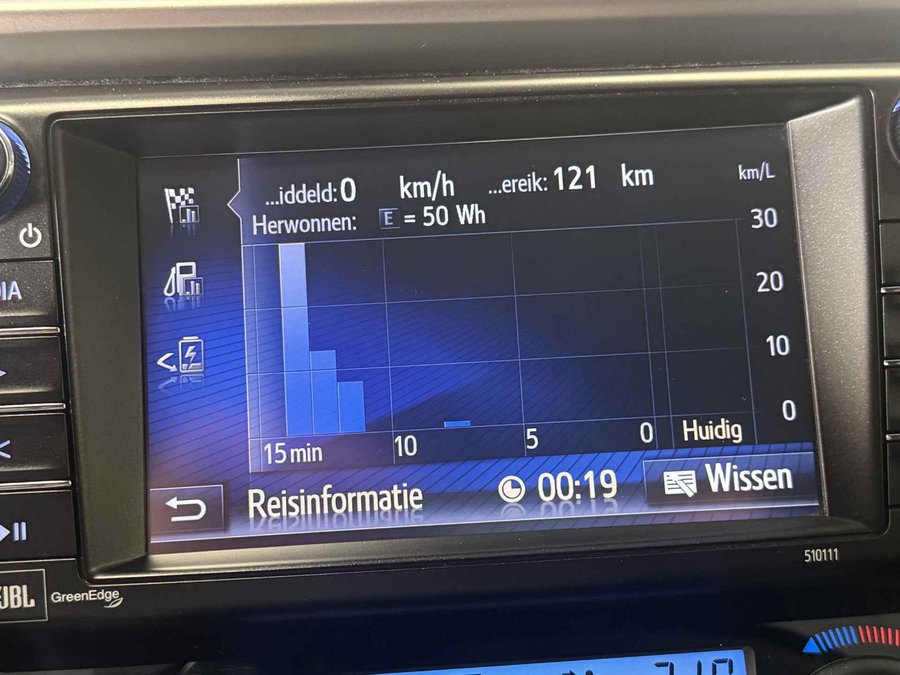 ...iddeld: 0 km/h ...ereik: 121 km km/L
Herwonnen: E = 50 Wh
30
20
10
0
15 min 10 5 0 Huidig
Reisinformatie 00:19 Wissen
510111
JBL GreenEdge